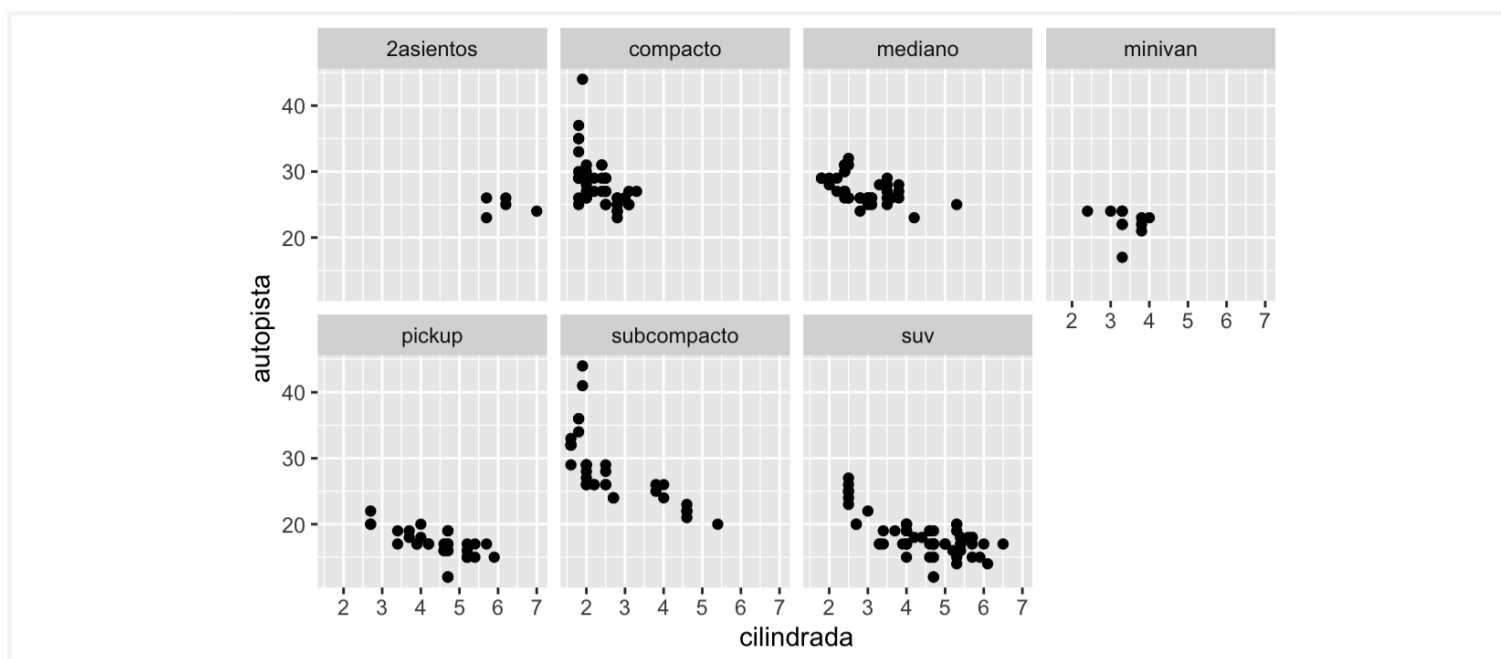 2asientos compacto mediano minivan
40
30
20
2 3 4 5 6 7
autopista
pickup subcompacto suv
40
30
20
2 3 4 5 6 7 2 3 4 5 6 7 2 3 4 5 6 7
cilindrada